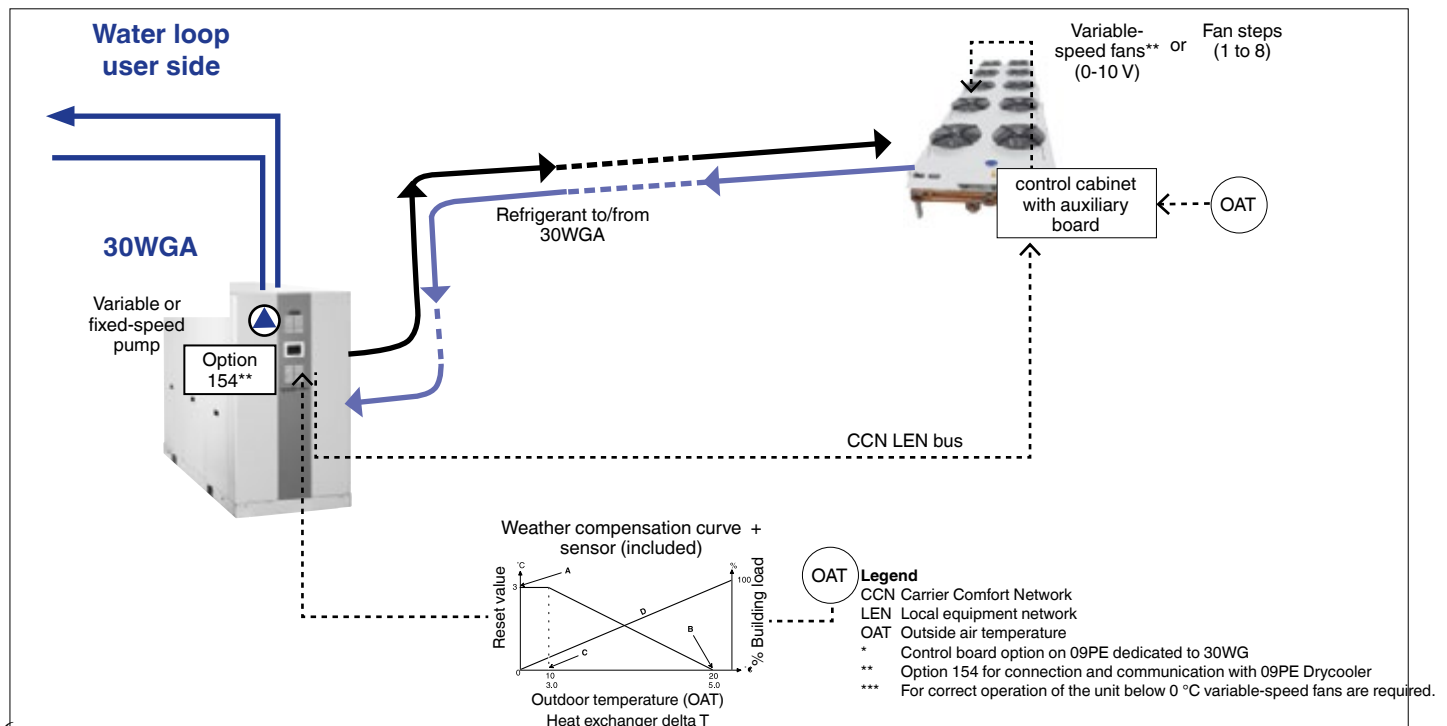 Water loop
user side
Variable-
speed fans**
(0-10 V)
or
Fan steps
(1 to 8)
control cabinet
with auxiliary
board
OAT
Refrigerant to/from
30WGA
30WGA
Variable or
fixed-speed
pump
Option
154**
CCN LEN bus
Weather compensation curve +
sensor (included)
°C
%
A
3
100
D
B
C
0
10
20
3.0
5.0
Reset value
% Building load
Outdoor temperature (OAT)
Heat exchanger delta T
OAT
Legend
CCN Carrier Comfort Network
LEN Local equipment network
OAT Outside air temperature
* Control board option on 09PE dedicated to 30WG
** Option 154 for connection and communication with 09PE Drycooler
*** For correct operation of the unit below 0 °C variable-speed fans are required.